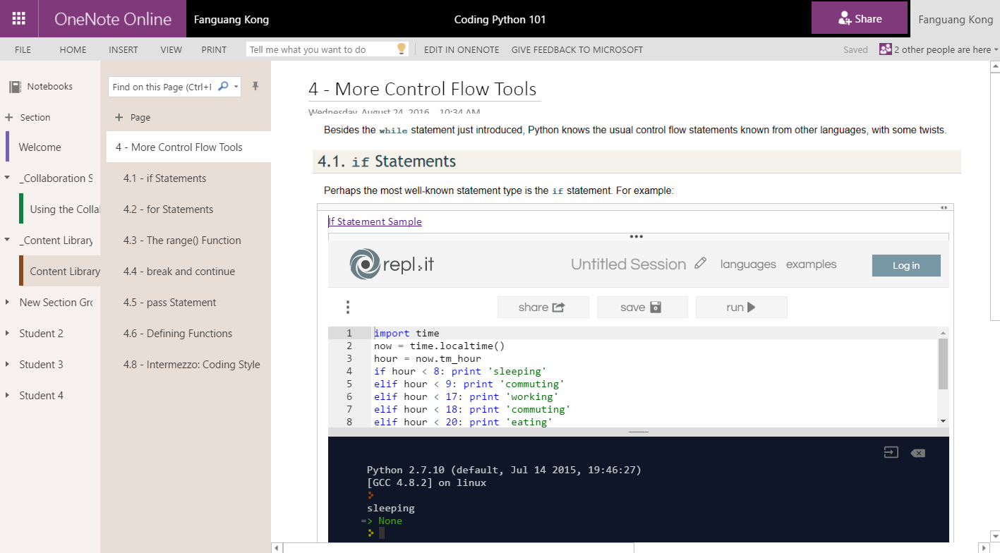 OneNote Online
Fanguang Kong
Coding Python 101
Share
Fanguang Kong
FILE
HOME
INSERT
VIEW
PRINT
Tell me what you want to do
EDIT IN ONENOTE
GIVE FEEDBACK TO MICROSOFT
Saved
2 other people are here
Notebooks
Section
Welcome
_Collaboration S
Using the Colla
_Content Library
Content Library
New Section Gro
Student 2
Student 3
Student 4
Find on this Page (Ctrl+F
Page
4 - More Control Flow Tools
4.1 - if Statements
4.2 - for Statements
4.3 - The range() Function
4.4 - break and continue
4.5 - pass Statement
4.6 - Defining Functions
4.8 - Intermezzo: Coding Style
4 - More Control Flow Tools
Wednesday, August 24, 2016 10:34 AM
Besides the while statement just introduced, Python knows the usual control flow statements known from other languages, with some twists.
4.1. if Statements
Perhaps the most well-known statement type is the if statement. For example:
If Statement Sample
repl.it
Untitled Session
languages
examples
Log in
share
save
run
1 import time
2 now = time.localtime()
3 hour = now.tm_hour
4 if hour < 8: print 'sleeping'
5 elif hour < 9: print 'commuting'
6 elif hour < 17: print 'working'
7 elif hour < 18: print 'commuting'
8 elif hour < 20: print 'eating'
Python 2.7.10 (default, Jul 14 2015, 19:46:27)
[GCC 4.8.2] on linux
sleeping
=> None